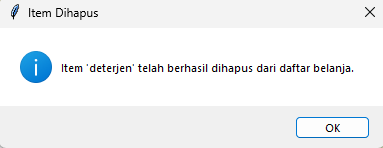 Item Dihapus
Item 'deterjen' telah berhasil dihapus dari daftar belanja.
OK